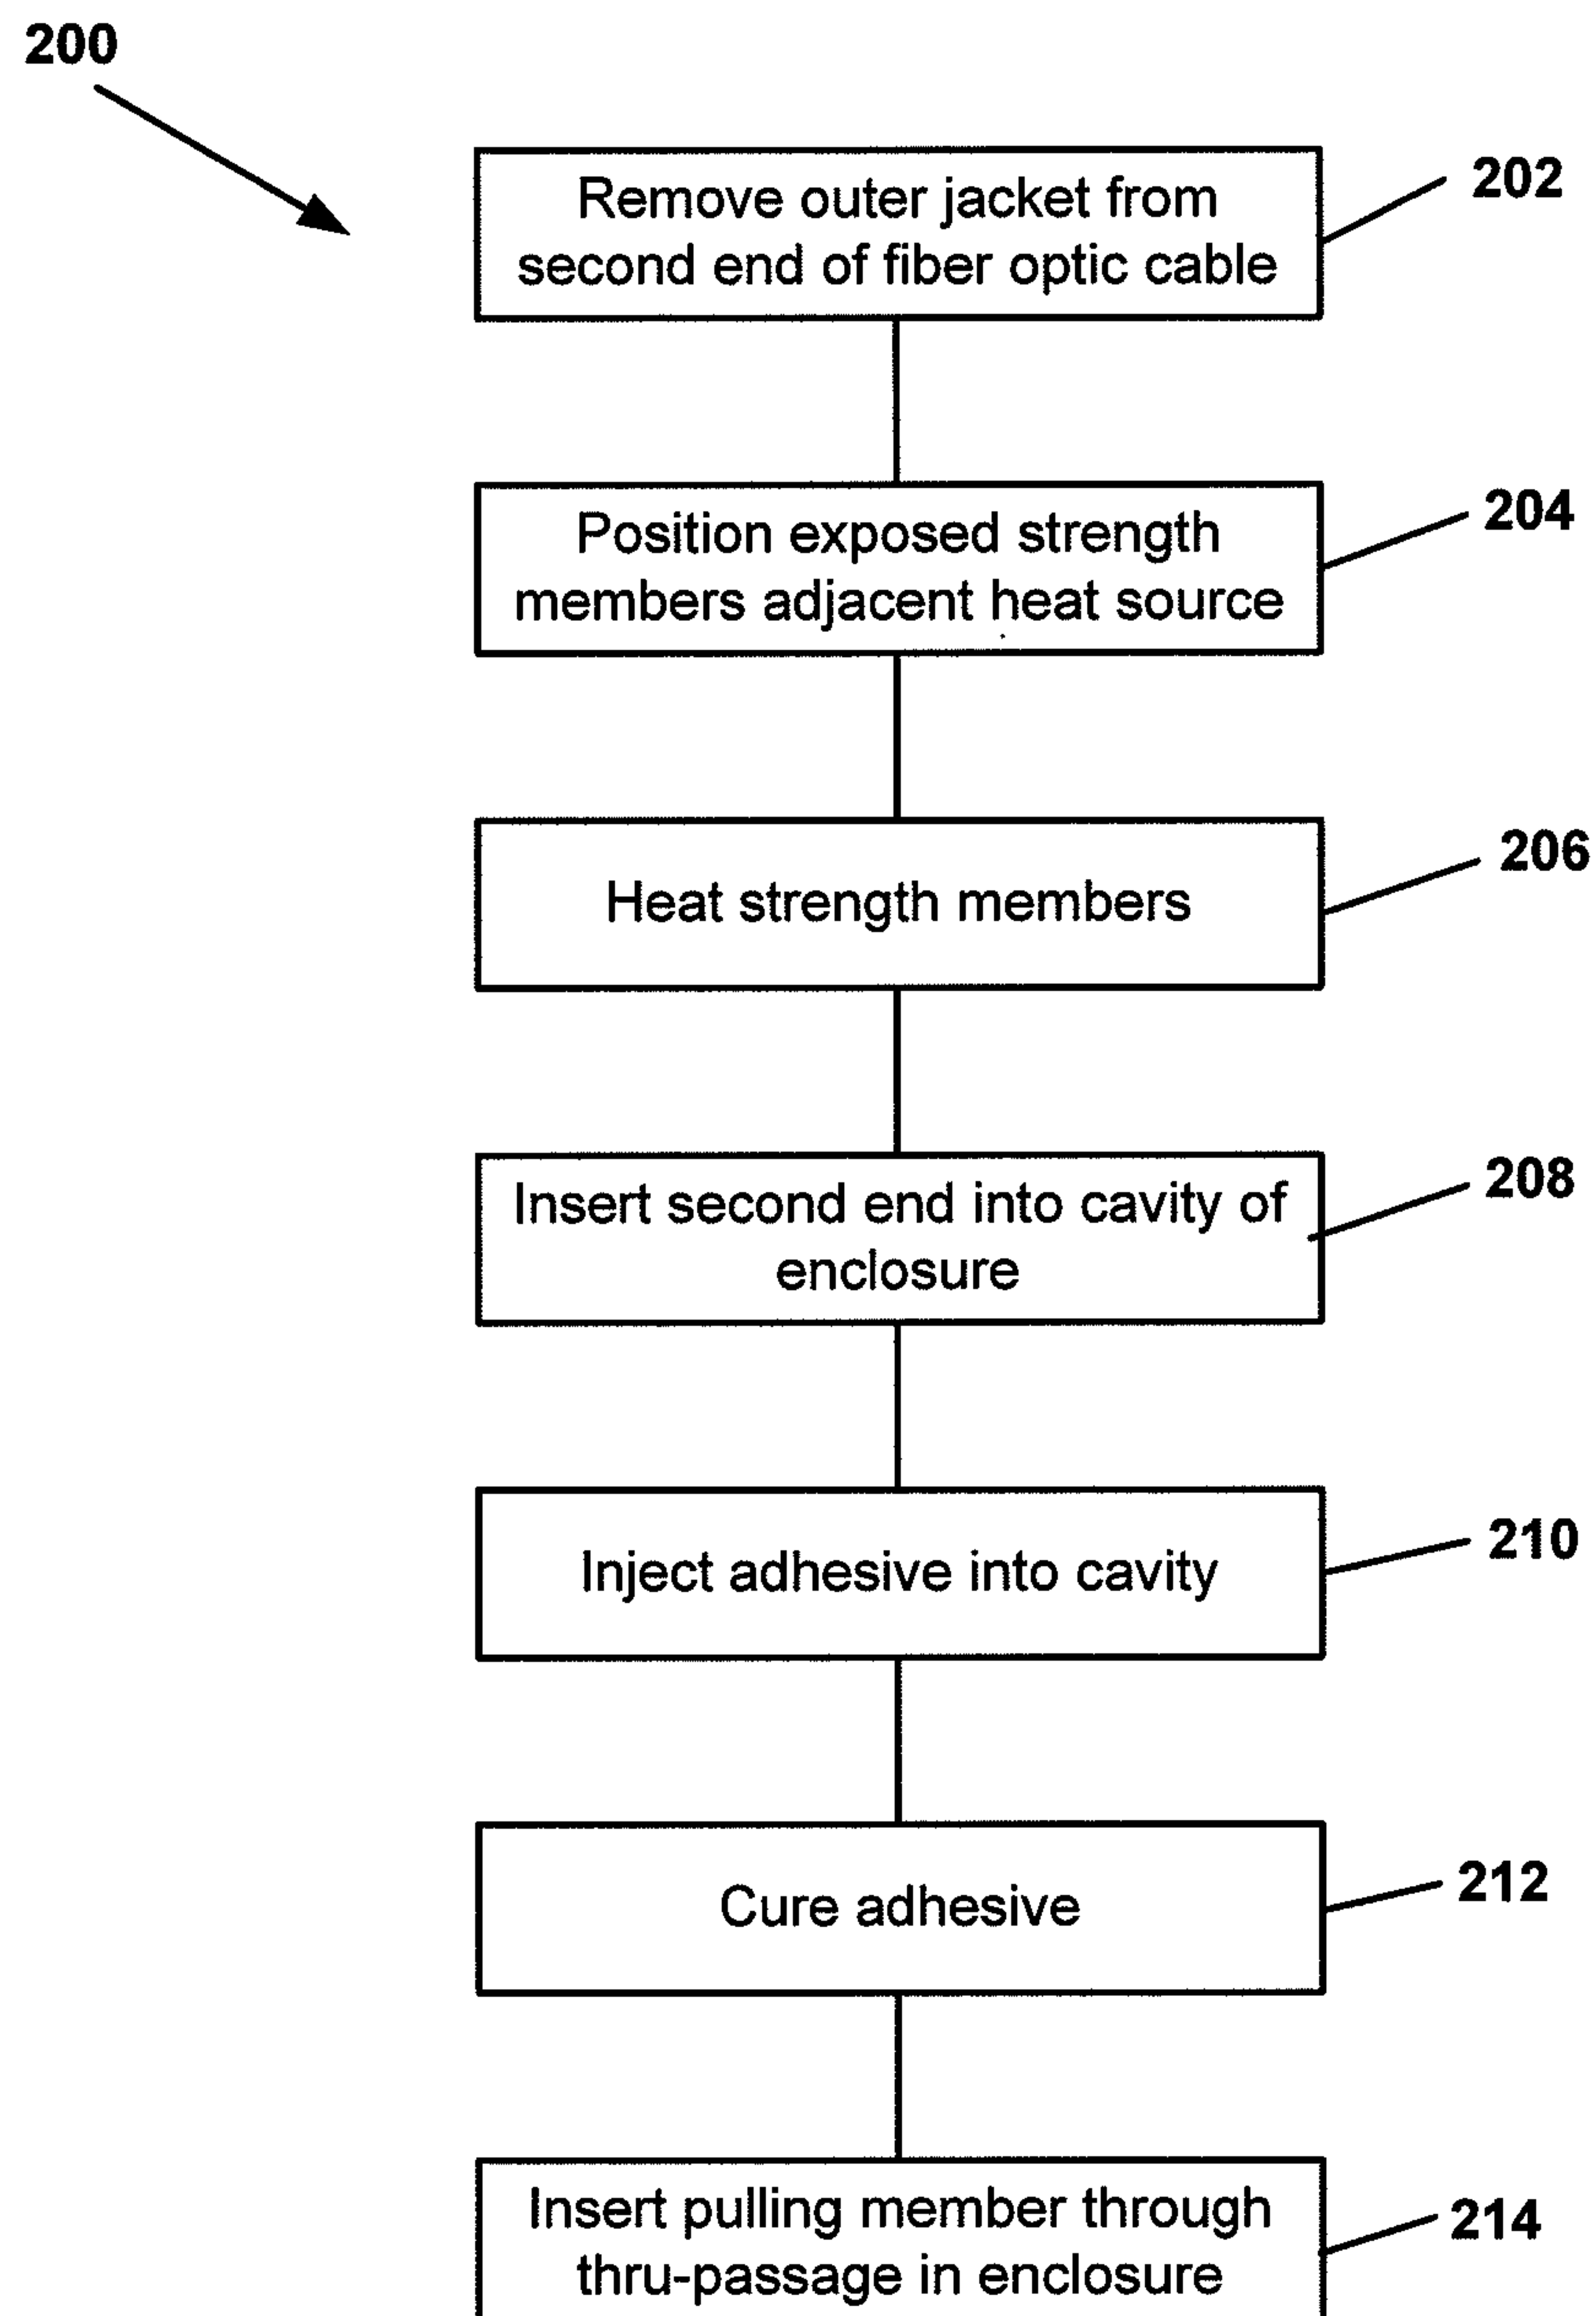 200
Remove outer jacket from
second end of fiber optic cable
202
Position exposed strength
members adjacent heat source
204
Heat strength members
206
Insert second end into cavity of
enclosure
208
Inject adhesive into cavity
210
Cure adhesive
212
Insert pulling member through
thru-passage in enclosure
214